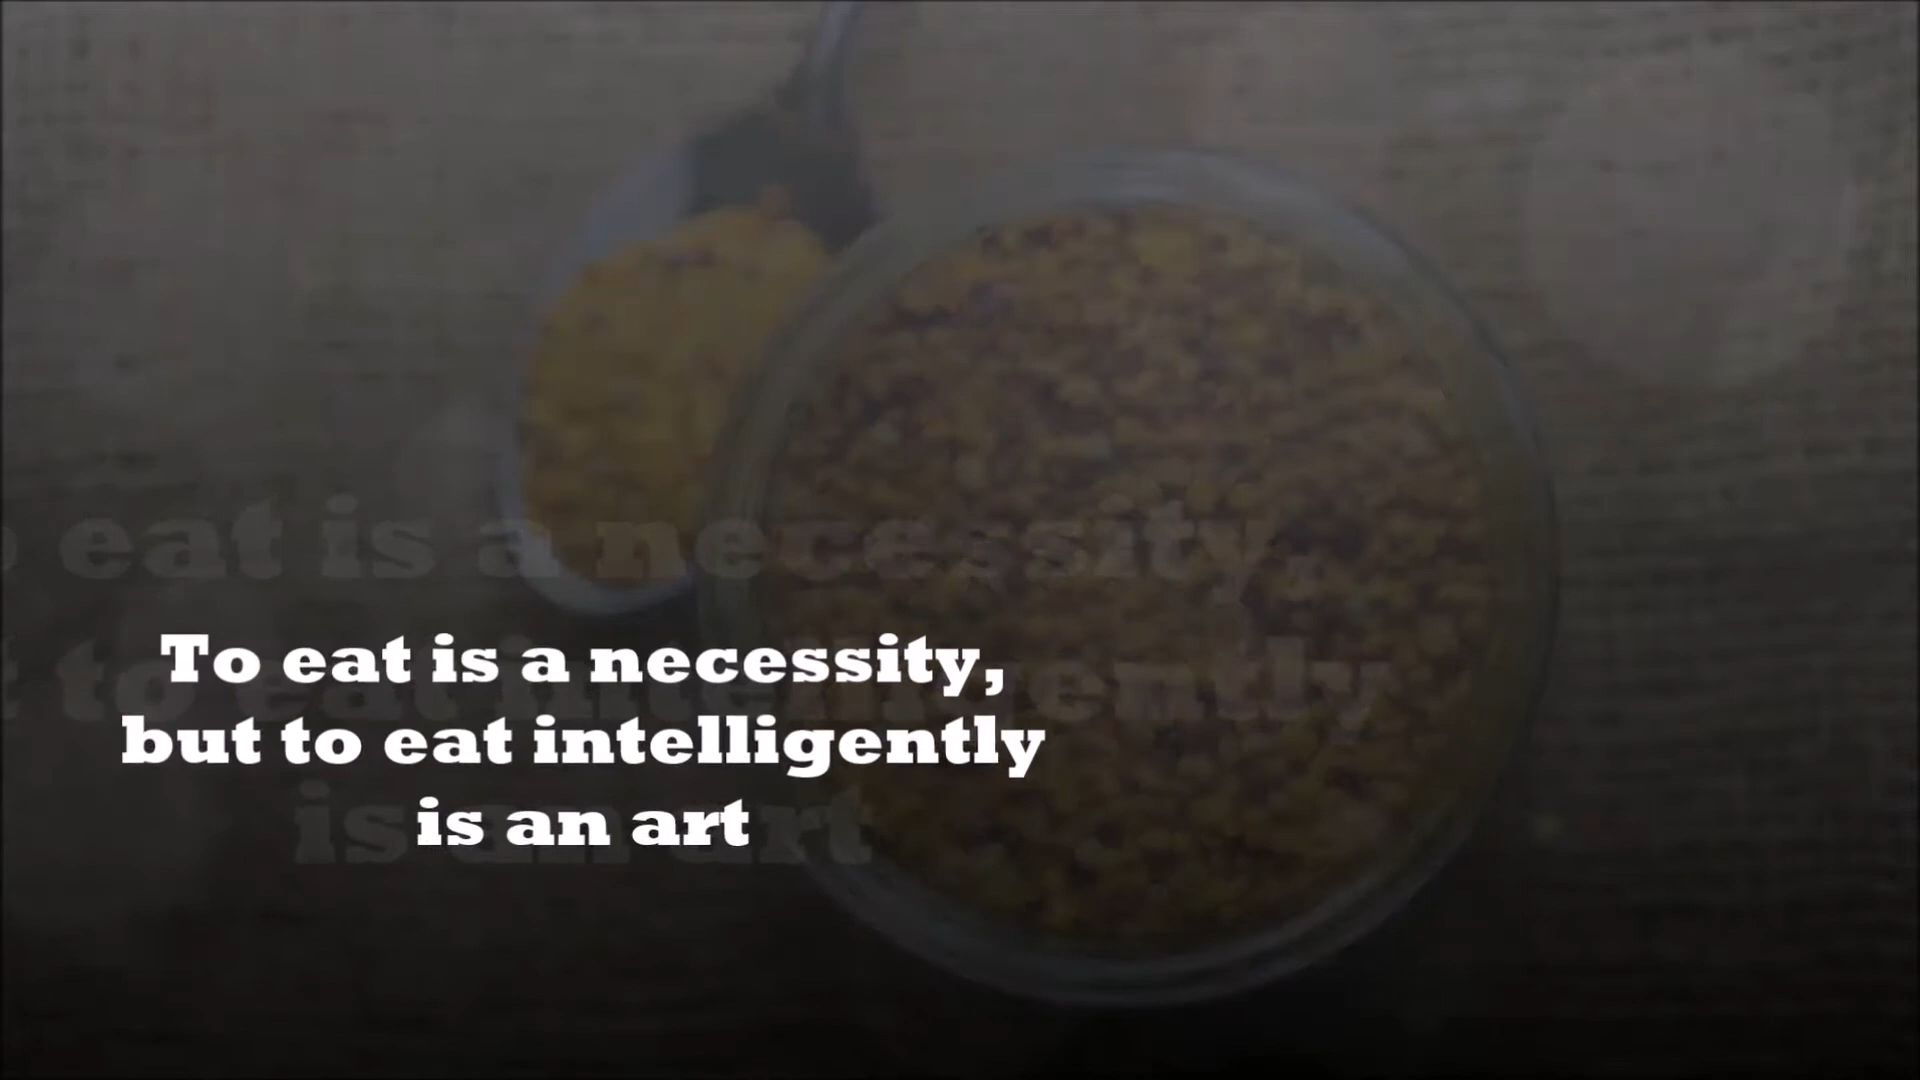 To eat is a necessity,
but to eat intelligently
is an art